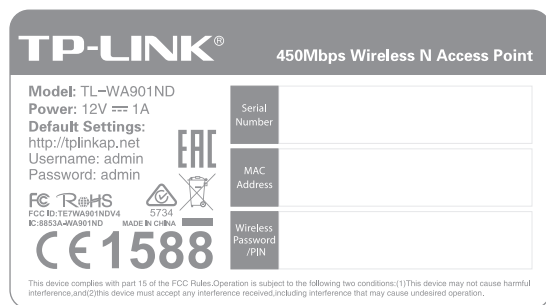 TP-LINK®
450Mbps Wireless N Access Point
Model: TL-WA901ND
Power: 12V ⎓ 1A
Default Settings:
http://tplinkap.net
Username: admin
Password: admin
EAC
FC RoHS
FCC ID:TE7WA901NDV4
IC:8853A-WA901ND
5734
MADE IN CHINA
CE1588
Serial
Number
MAC
Address
Wireless
Password
/PIN
This device complies with part 15 of the FCC Rules.Operation is subject to the following two conditions:(1)This device may not cause harmful
interference,and(2)this device must accept any interference received,including interference that may cause undesired operation.